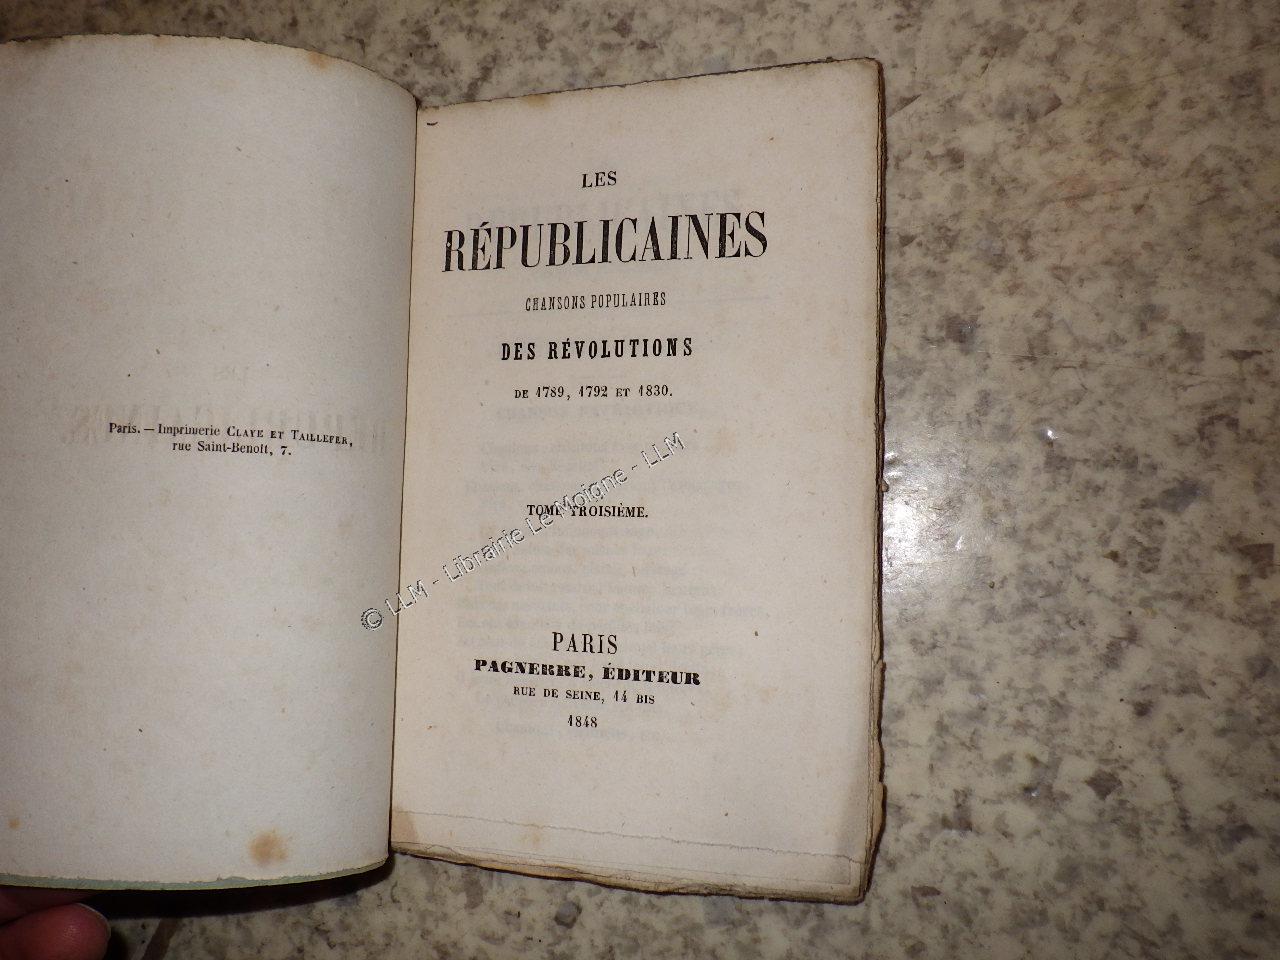 Paris. — Imprimerie CLAYE ET TAILLEFER,
rue Saint-Benoît, 7.
LES
RÉPUBLICAINES
CHANSONS POPULAIRES
DES RÉVOLUTIONS
DE 1789, 1792 ET 1830.
TOME TROISIÈME.
PARIS
PAGNERRE, ÉDITEUR
RUE DE SEINE, 14 BIS
1848
© LLM - Librairie Le Moigne - LLM